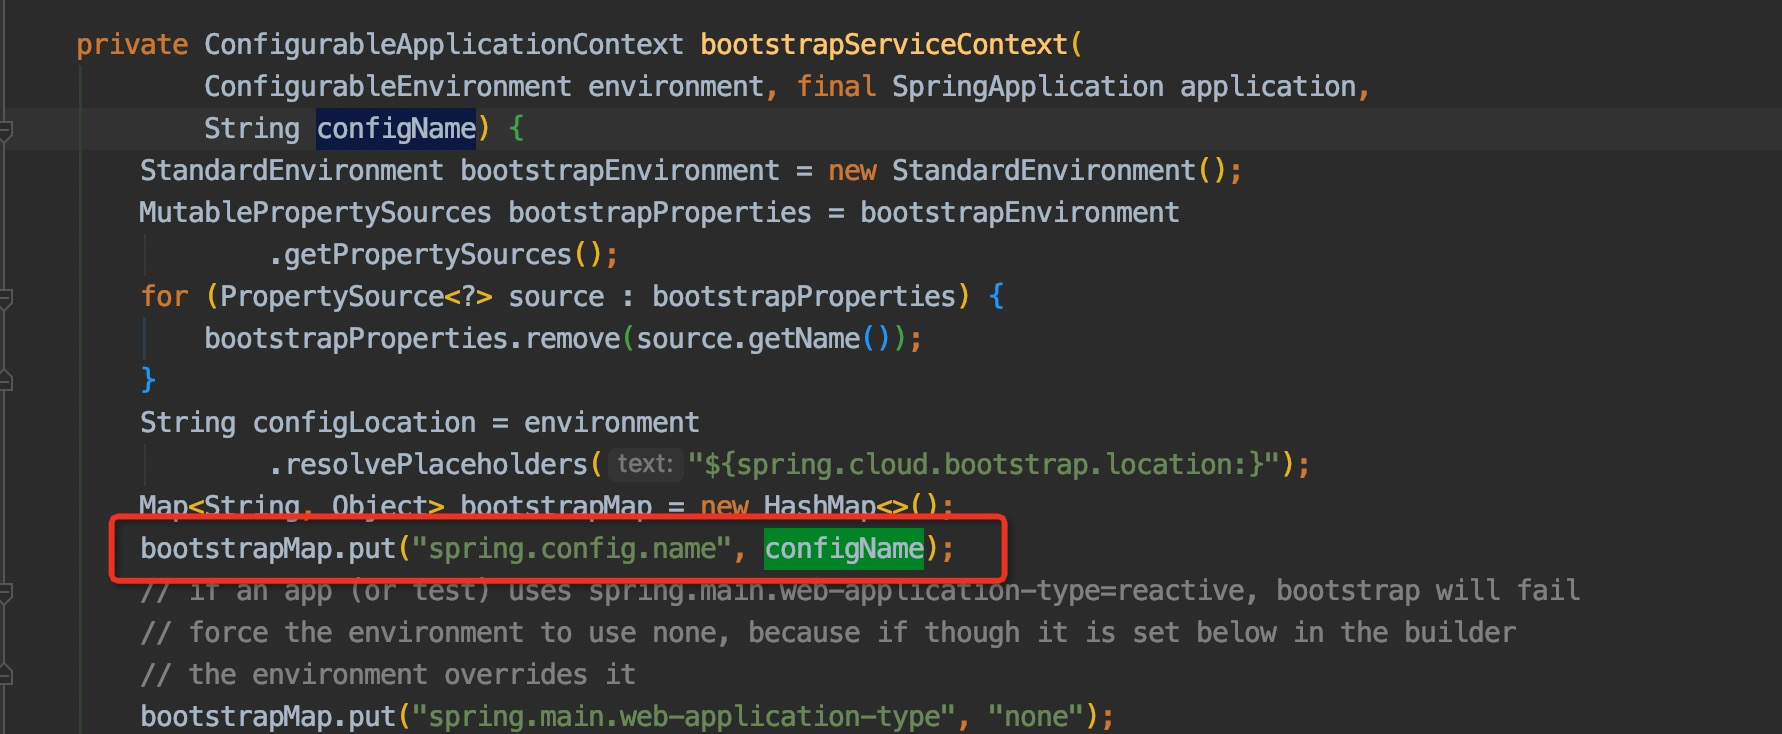 private ConfigurableApplicationContext bootstrapServiceContext(
ConfigurableEnvironment environment, final SpringApplication application,
String configName) {
StandardEnvironment bootstrapEnvironment = new StandardEnvironment();
MutablePropertySources bootstrapProperties = bootstrapEnvironment
.getPropertySources();
for (PropertySource<?> source : bootstrapProperties) {
bootstrapProperties.remove(source.getName());
}
String configLocation = environment
.resolvePlaceholders( text: "${spring.cloud.bootstrap.location:}");
Map<String, Object> bootstrapMap = new HashMap<>();
bootstrapMap.put("spring.config.name", configName);
// if an app (or test) uses spring.main.web-application-type=reactive, bootstrap will fail
// force the environment to use none, because if though it is set below in the builder
// the environment overrides it
bootstrapMap.put("spring.main.web-application-type", "none");